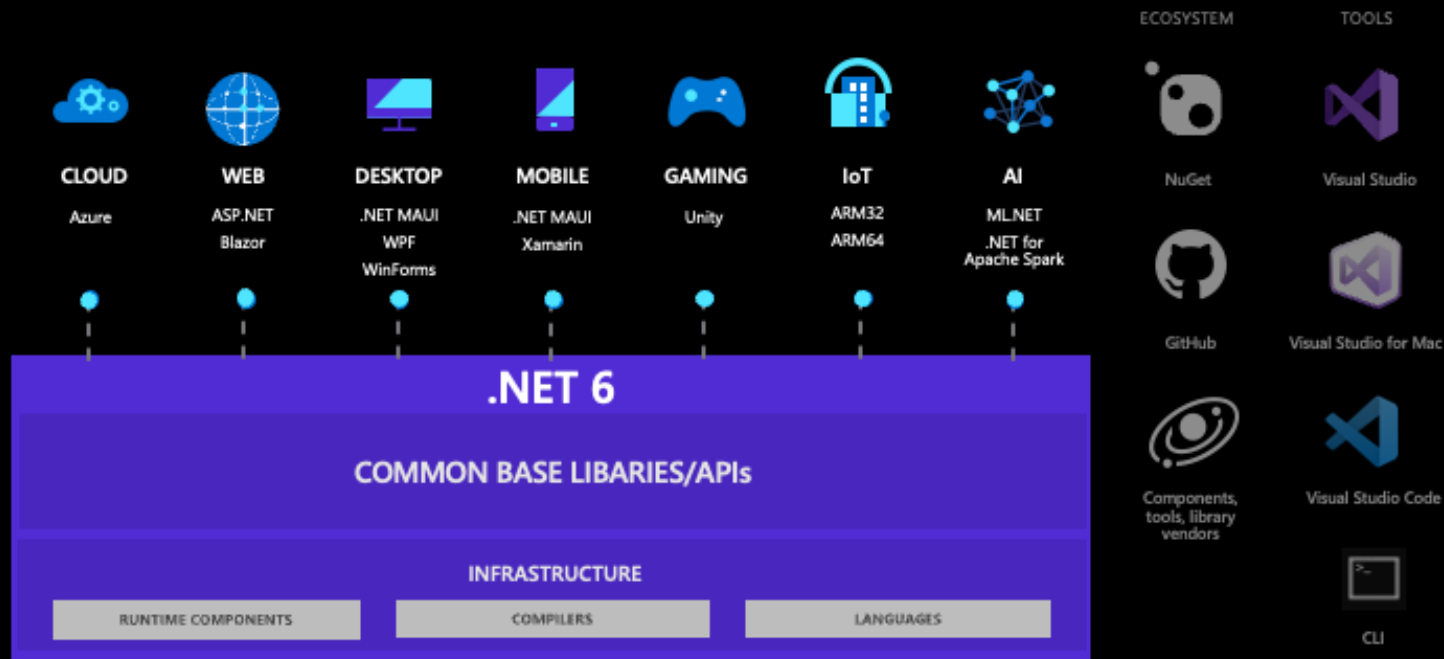 ECOSYSTEM
TOOLS
CLOUD
Azure
WEB
ASP.NET
Blazor
DESKTOP
.NET MAUI
WPF
WinForms
MOBILE
.NET MAUI
Xamarin
GAMING
Unity
IoT
ARM32
ARM64
AI
ML.NET
.NET for
Apache Spark
NuGet
Visual Studio
GitHub
Visual Studio for Mac
Components,
tools, library
vendors
Visual Studio Code
>_
CLI
.NET 6
COMMON BASE LIBARIES/APIs
INFRASTRUCTURE
RUNTIME COMPONENTS
COMPILERS
LANGUAGES